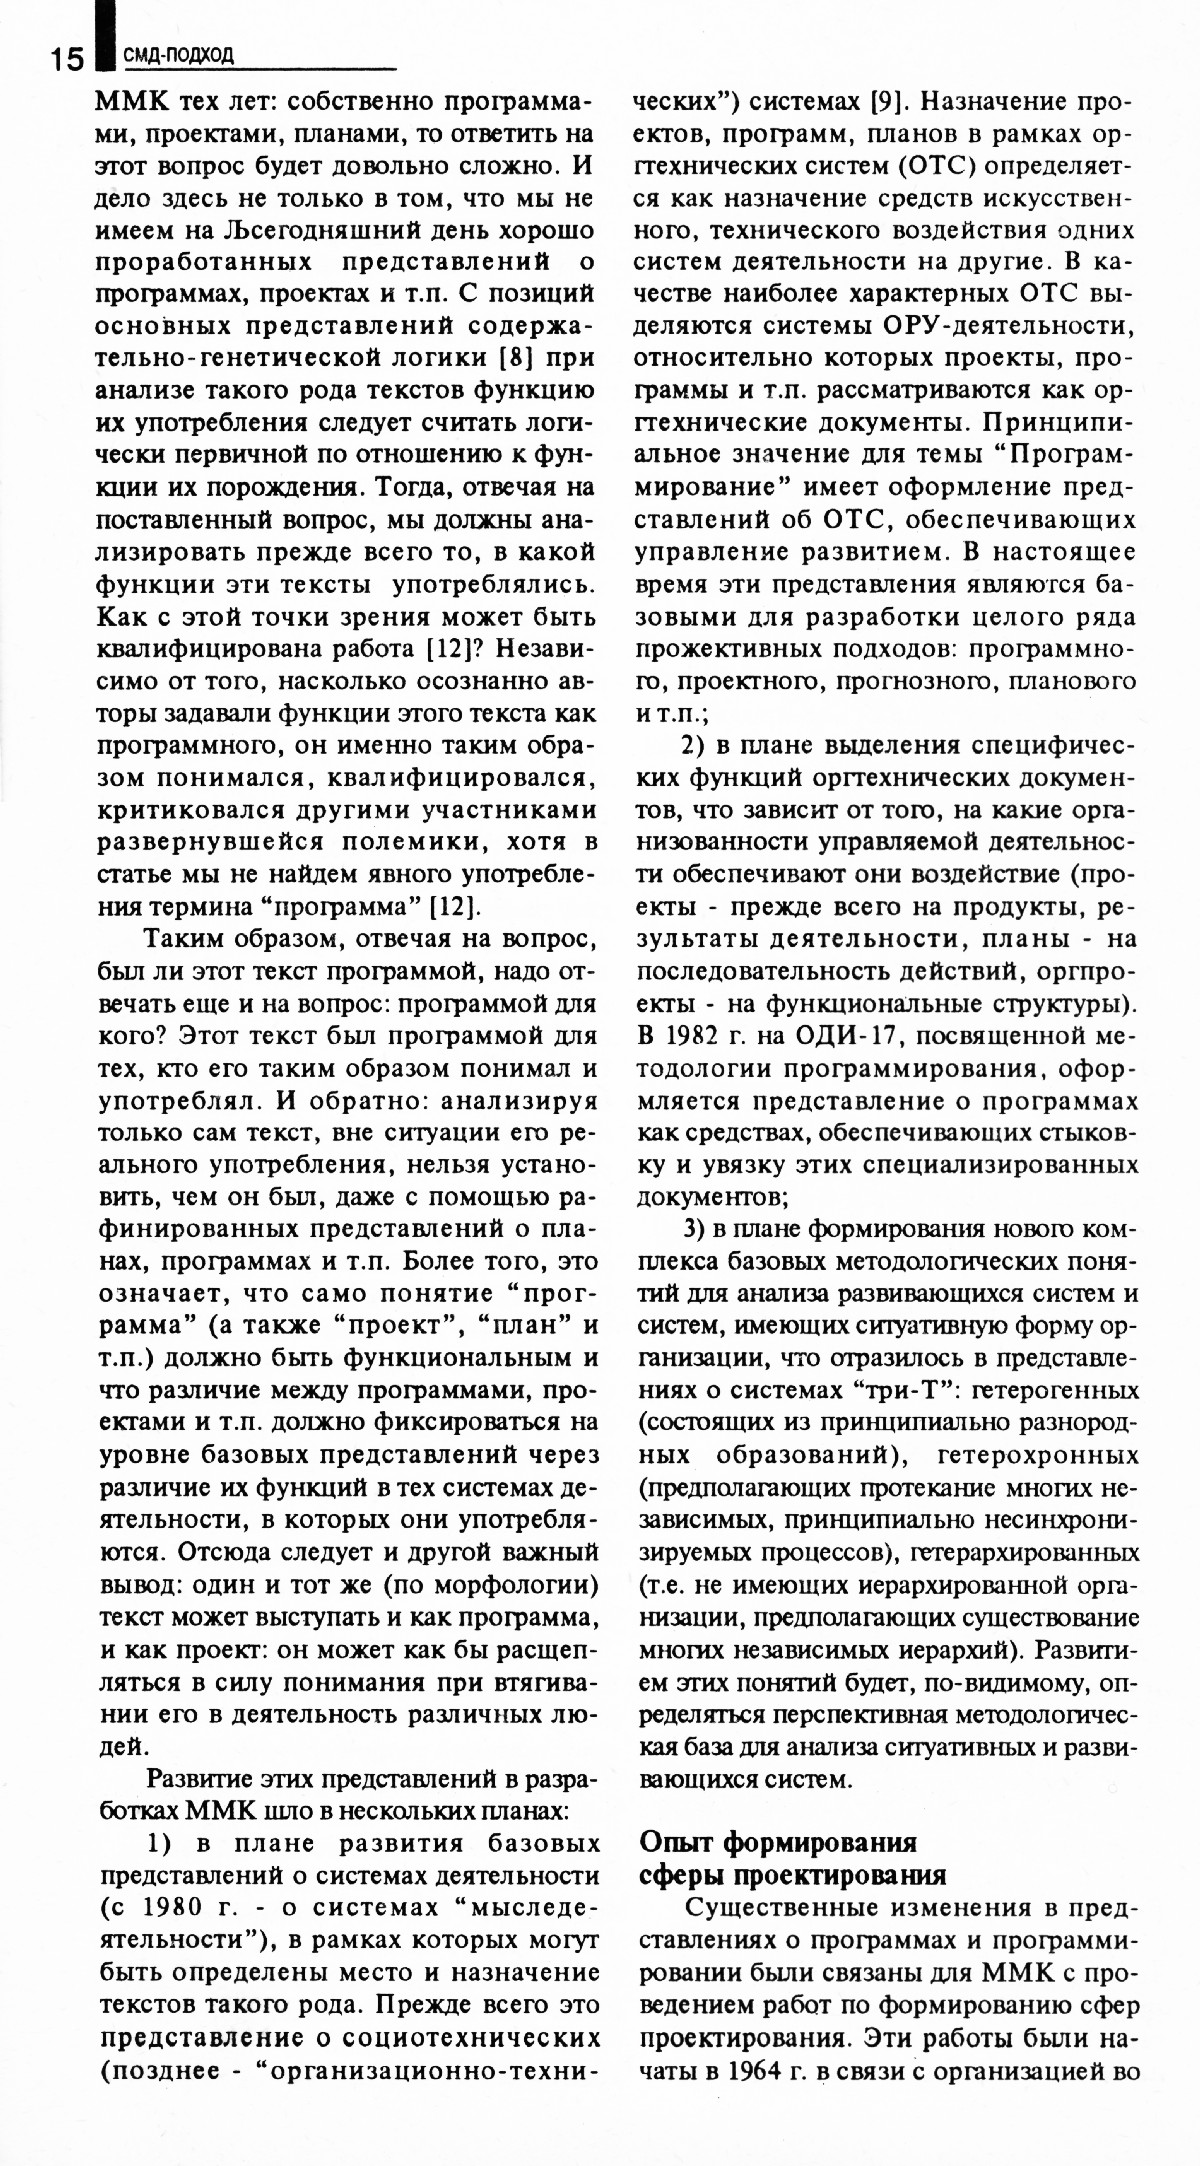 15
СМД-ПОДХОД
ММК тех лет: собственно программа-
ми, проектами, планами, то ответить на
этот вопрос будет довольно сложно. И
дело здесь не только в том, что мы не
имеем на Љсегодняшний день хорошо
проработанных представлений о
программах, проектах и т.п. С позиций
основных представлений содержа-
тельно-генетической логики [8] при
анализе такого рода текстов функцию
их употребления следует считать логи-
чески первичной по отношению к фун-
кции их порождения. Тогда, отвечая на
поставленный вопрос, мы должны ана-
лизировать прежде всего то, в какой
функции эти тексты употреблялись.
Как с этой точки зрения может быть
квалифицирована работа [12]? Незави-
симо от того, насколько осознанно ав-
торы задавали функции этого текста как
программного, он именно таким обра-
зом понимался, квалифицировался,
критиковался другими участниками
развернувшейся полемики, хотя в
статье мы не найдем явного употребле-
ния термина “программа” [12].
Таким образом, отвечая на вопрос,
был ли этот текст программой, надо от-
вечать еще и на вопрос: программой для
кого? Этот текст был программой для
тех, кто его таким образом понимал и
употреблял. И обратно: анализируя
только сам текст, вне ситуации его ре-
ального употребления, нельзя устано-
вить, чем он был, даже с помощью ра-
финированных представлений о пла-
нах, программах и т.п. Более того, это
означает, что само понятие “прог-
рамма” (а также “проект”, “план” и
т.п.) должно быть функциональным и
что различие между программами, про-
ектами и т.п. должно фиксироваться на
уровне базовых представлений через
различие их функций в тех системах де-
ятельности, в которых они употребля-
ются. Отсюда следует и другой важный
вывод: один и тот же (по морфологии)
текст может выступать и как программа,
и как проект: он может как бы расщеп-
ляться в силу понимания при втягива-
нии его в деятельность различных лю-
дей.
Развитие этих представлений в разра-
ботках ММК шло в нескольких планах:
1) в плане развития базовых
представлений о системах деятельности
(с 1980 г. - о системах “мыследе-
ятельности”), в рамках которых могут
быть определены место и назначение
текстов такого рода. Прежде всего это
представление о социотехнических
(позднее - “организационно-техни-
ческих”) системах [9]. Назначение про-
ектов, программ, планов в рамках ор-
гтехнических систем (ОТС) определяет-
ся как назначение средств искусствен-
ного, технического воздействия одних
систем деятельности на другие. В ка-
честве наиболее характерных ОТС вы-
деляются системы ОРУ-деятельности,
относительно которых проекты, про-
граммы и т.п. рассматриваются как ор-
гтехнические документы. Принципи-
альное значение для темы “Програм-
мирование” имеет оформление пред-
ставлений об ОТС, обеспечивающих
управление развитием. В настоящее
время эти представления являются ба-
зовыми для разработки целого ряда
прожективных подходов: программно-
го, проектного, прогнозного, планового
и т.п.;
2) в плане выделения специфичес-
ких функций оргтехнических докумен-
тов, что зависит от того, на какие орга-
низованности управляемой деятельнос-
ти обеспечивают они воздействие (про-
екты - прежде всего на продукты, ре-
зультаты деятельности, планы - на
последовательность действий, оргпро-
екты - на функциональные структуры).
В 1982 г. на ОДИ-17, посвященной ме-
тодологии программирования, офор-
мляется представление о программах
как средствах, обеспечивающих стыков-
ку и увязку этих специализированных
документов;
3) в плане формирования нового ком-
плекса базовых методологических поня-
тий для анализа развивающихся систем и
систем, имеющих ситуативную форму ор-
ганизации, что отразилось в представле-
ниях о системах “три-Т”: гетерогенных
(состоящих из принципиально разнород-
ных образований), гетерохронных
(предполагающих протекание многих не-
зависимых, принципиально несинхрони-
зируемых процессов), гетерархированных
(т.е. не имеющих иерархированной орга-
низации, предполагающих существование
многих независимых иерархий). Развити-
ем этих понятий будет, по-видимому, оп-
ределяться перспективная методологичес-
кая база для анализа ситуативных и разви-
вающихся систем.
Опыт формирования
сферы проектирования
Существенные изменения в пред-
ставлениях о программах и программи-
ровании были связаны для ММК с про-
ведением работ по формированию сфер
проектирования. Эти работы были на-
чаты в 1964 г. в связи с организацией во